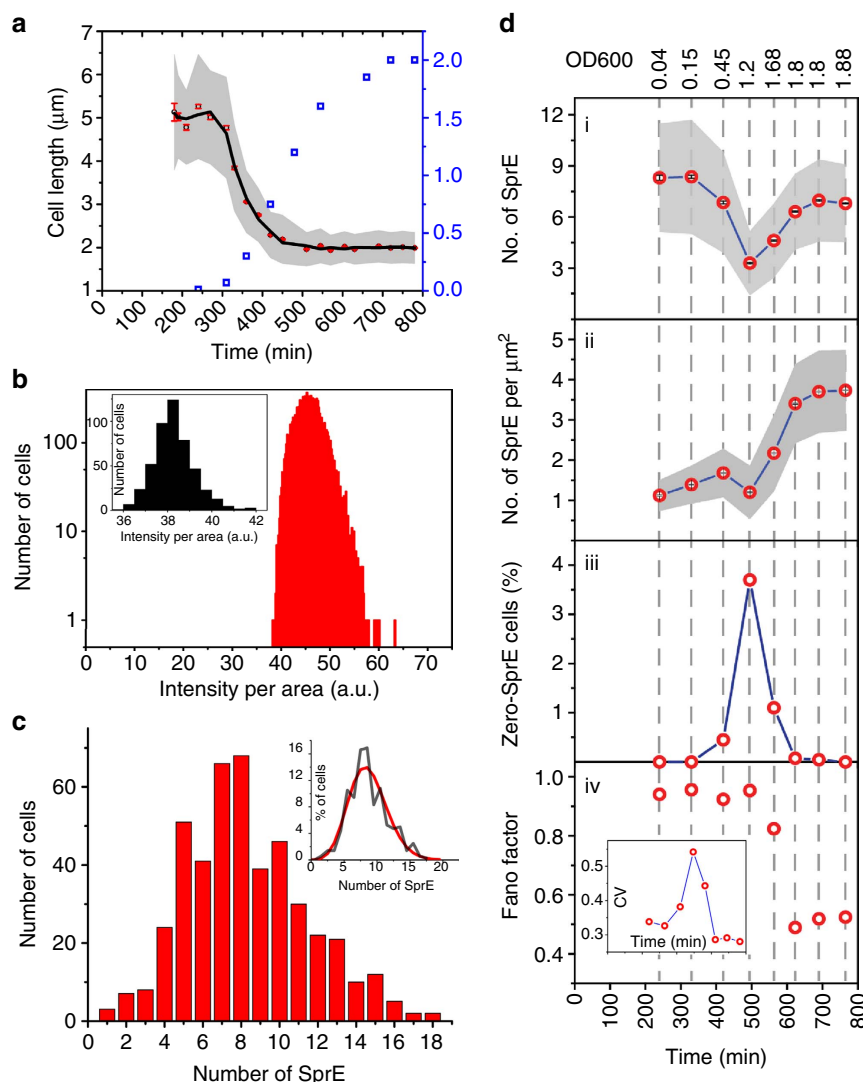 a
Cell length (µm)
7
6
5
4
3
2
1
2.0
1.5
1.0
0.5
0.0
0 100 200 300 400 500 600 700 800
Time (min)
b
Number of cells
100
10
1
0 10 20 30 40 50 60 70
Intensity per area (a.u.)
Number of cells
100
50
0
36 38 40 42
Intensity per area (a.u.)
c
Number of cells
60
40
20
0
0 2 4 6 8 10 12 14 16 18
Number of SprE
% of cells
16
12
8
4
0
0 5 10 15 20
Number of SprE
d
OD600 0.04 0.15 0.45 1.2 1.68 1.8 1.8 1.88
i
No. of SprE
12
9
6
3
ii
No. of SprE per µm2
5
4
3
2
1
iii
Zero-SprE cells (%)
4
3
2
1
iv
Fano factor
1.0
0.8
0.6
0.4
CV
0.5
0.4
0.3
Time (min)
0 100 200 300 400 500 600 700 800
Time (min)